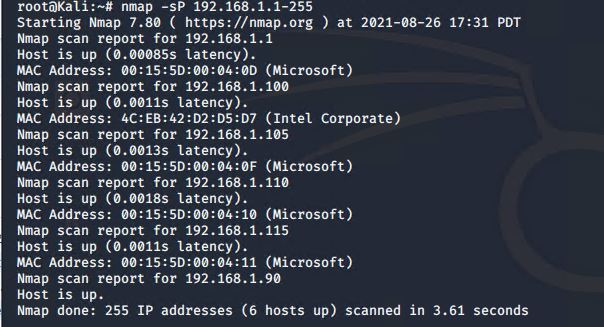 root@Kali:~# nmap -sP 192.168.1.1-255
Starting Nmap 7.80 ( https://nmap.org ) at 2021-08-26 17:31 PDT
Nmap scan report for 192.168.1.1
Host is up (0.00085s latency).
MAC Address: 00:15:5D:00:04:0D (Microsoft)
Nmap scan report for 192.168.1.100
Host is up (0.0011s latency).
MAC Address: 4C:EB:42:D2:D5:D7 (Intel Corporate)
Nmap scan report for 192.168.1.105
Host is up (0.0013s latency).
MAC Address: 00:15:5D:00:04:0F (Microsoft)
Nmap scan report for 192.168.1.110
Host is up (0.0018s latency).
MAC Address: 00:15:5D:00:04:10 (Microsoft)
Nmap scan report for 192.168.1.115
Host is up (0.0011s latency).
MAC Address: 00:15:5D:00:04:11 (Microsoft)
Nmap scan report for 192.168.1.90
Host is up.
Nmap done: 255 IP addresses (6 hosts up) scanned in 3.61 seconds